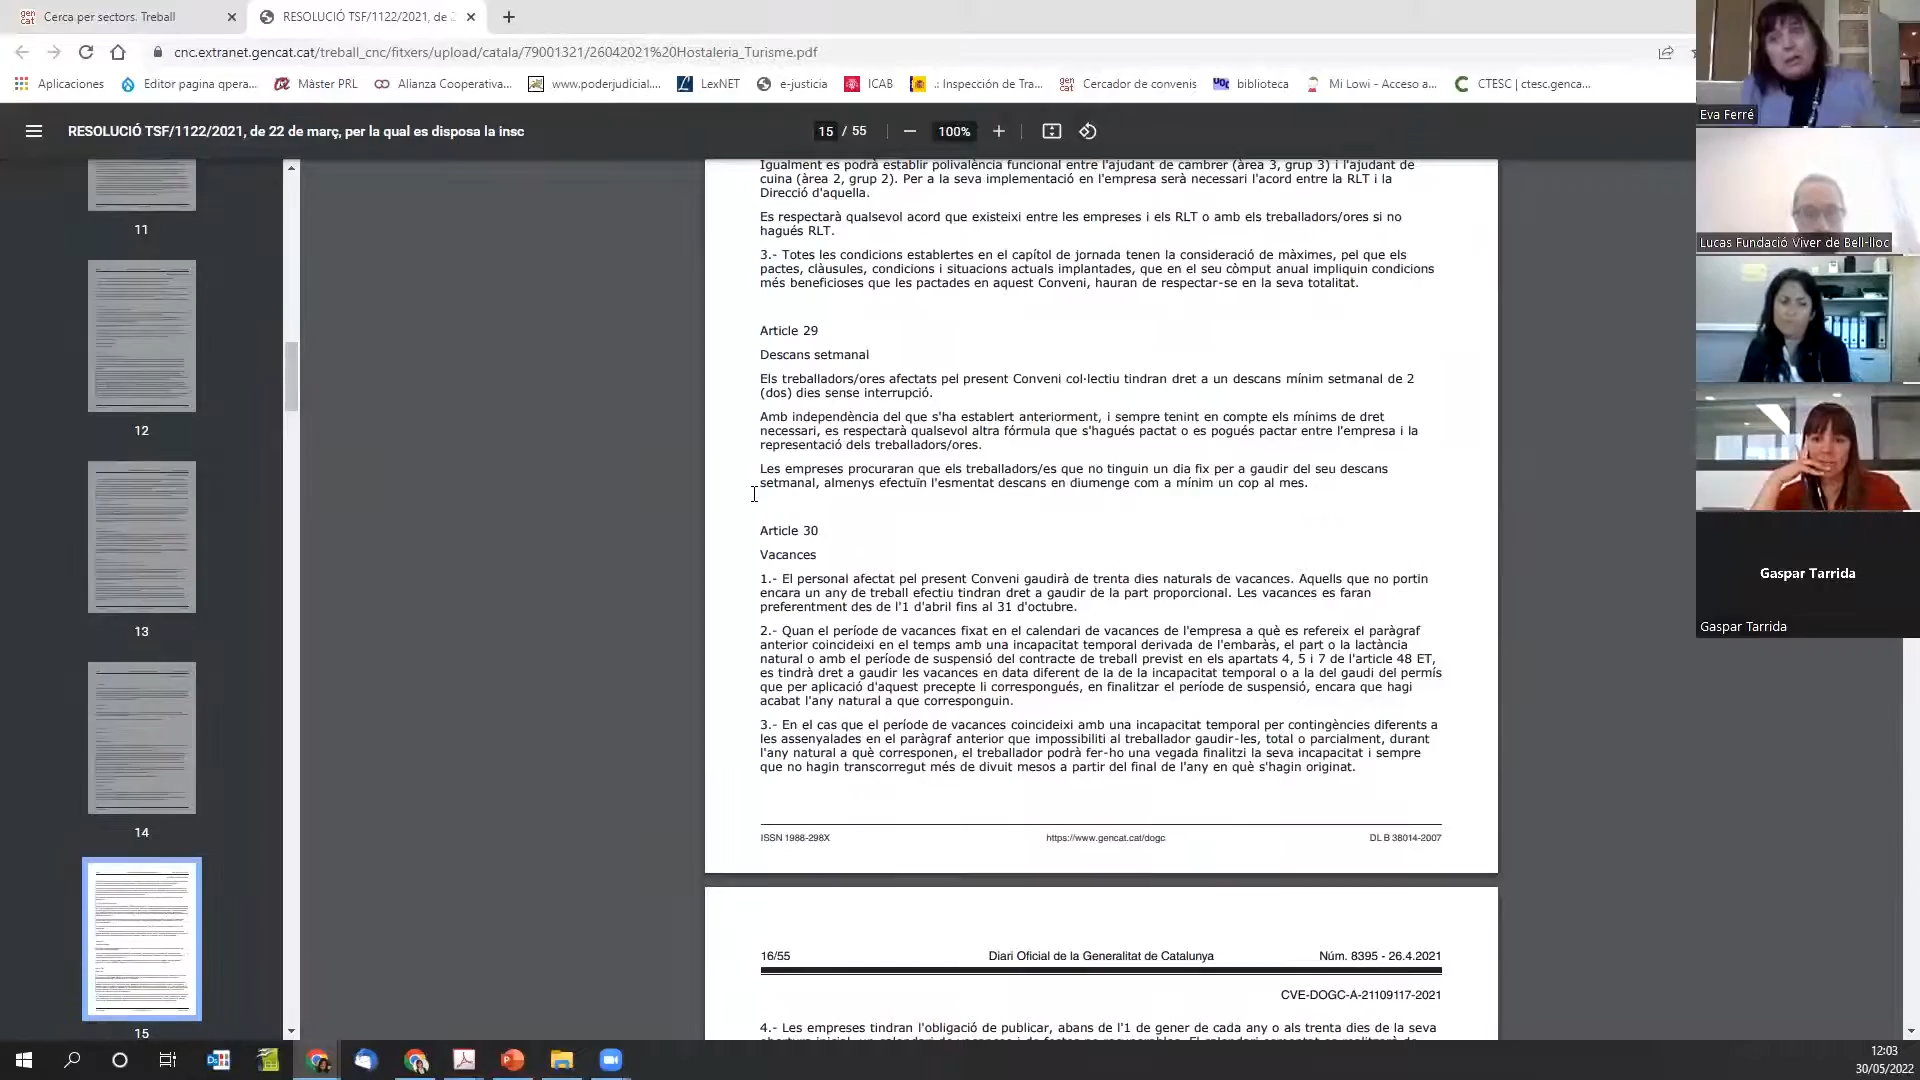 Cerca per sectors. Treball
RESOLUCIÓ TSF/1122/2021, de 2
cnc.extranet.gencat.cat/treball_cnc/fitxers/upload/catala/79001321/26042021%20Hostaleria_Turisme.pdf
Aplicaciones
Editor pagina qpera...
Màster PRL
Alianza Cooperativa...
www.poderjudicial....
LexNET
e-justicia
ICAB
.: Inspección de Tra...
Cercador de convenis
UOC
biblioteca
Mi Lowi - Acceso a...
CTESC | ctesc.genca...
RESOLUCIÓ TSF/1122/2021, de 22 de març, per la qual es disposa la insc
15 / 55
100%
11
12
13
14
15
Igualment es podrà establir polivalència funcional entre l'ajudant de cambrer (àrea 3, grup 3) i l'ajudant de
cuina (àrea 2, grup 2). Per a la seva implementació en l'empresa serà necessari l'acord entre la RLT i la
Direcció d'aquella.
Es respectarà qualsevol acord que existeixi entre les empreses i els RLT o amb els treballadors/ores si no
hagués RLT.
3.- Totes les condicions establertes en el capítol de jornada tenen la consideració de màximes, pel que els
pactes, clàusules, condicions i situacions actuals implantades, que en el seu còmput anual impliquin condicions
més beneficioses que les pactades en aquest Conveni, hauran de respectar-se en la seva totalitat.
Article 29
Descans setmanal
Els treballadors/ores afectats pel present Conveni col·lectiu tindran dret a un descans mínim setmanal de 2
(dos) dies sense interrupció.
Amb independència del que s'ha establert anteriorment, i sempre tenint en compte els mínims de dret
necessari, es respectarà qualsevol altra fórmula que s'hagués pactat o es pogués pactar entre l'empresa i la
representació dels treballadors/ores.
Les empreses procuraran que els treballadors/es que no tinguin un dia fix per a gaudir del seu descans
setmanal, almenys efectuïn l'esmentat descans en diumenge com a mínim un cop al mes.
Article 30
Vacances
1.- El personal afectat pel present Conveni gaudirà de trenta dies naturals de vacances. Aquells que no portin
encara un any de treball efectiu tindran dret a gaudir de la part proporcional. Les vacances es faran
preferentment des de l'1 d'abril fins al 31 d'octubre.
2.- Quan el període de vacances fixat en el calendari de vacances de l'empresa a què es refereix el paràgraf
anterior coincideixi en el temps amb una incapacitat temporal derivada de l'embaràs, el part o la lactància
natural o amb el període de suspensió del contracte de treball previst en els apartats 4, 5 i 7 de l'article 48 ET,
es tindrà dret a gaudir les vacances en data diferent de la de la incapacitat temporal o a la del gaudi del permís
que per aplicació d'aquest precepte li correspongués, en finalitzar el període de suspensió, encara que hagi
acabat l'any natural a que corresponguin.
3.- En el cas que el període de vacances coincideixi amb una incapacitat temporal per contingències diferents a
les assenyalades en el paràgraf anterior que impossibiliti al treballador gaudir-les, total o parcialment, durant
l'any natural a què corresponen, el treballador podrà fer-ho una vegada finalitzi la seva incapacitat i sempre
que no hagin transcorregut més de divuit mesos a partir del final de l'any en què s'hagin originat.
ISSN 1988-298X
https://www.gencat.cat/dogc
DL B 38014-2007
16/55
Diari Oficial de la Generalitat de Catalunya
Núm. 8395 - 26.4.2021
CVE-DOGC-A-21109117-2021
4.- Les empreses tindran l'obligació de publicar, abans de l'1 de gener de cada any o als trenta dies de la seva
Eva Ferré
Lucas Fundació Viver de Bell-lloc
Gaspar Tarrida
Gaspar Tarrida
12:03
30/05/2022